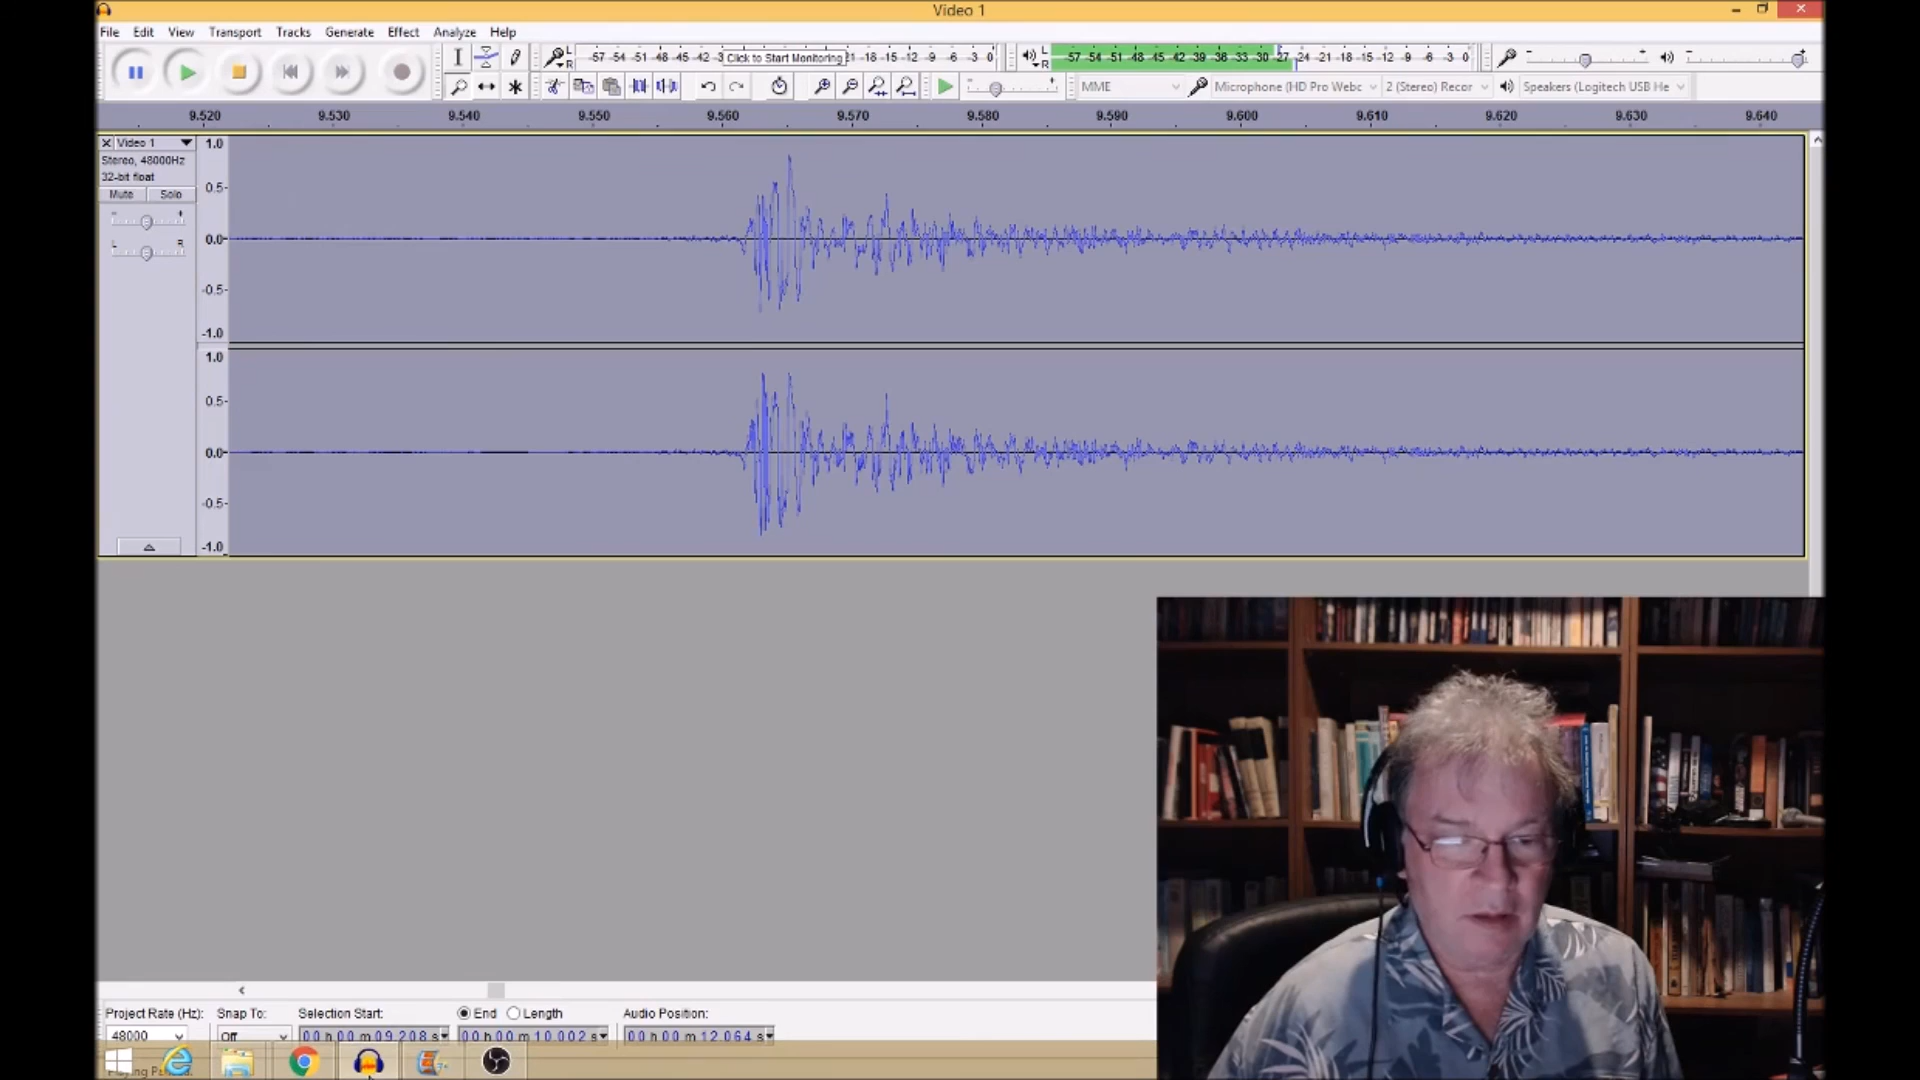 Video 1
File Edit View Transport Tracks Generate Effect Analyze Help
L R -57 -54 -51 -48 -45 -42 -3 Click to Start Monitoring 21 -18 -15 -12 -9 -6 -3 0
L R -57 -54 -51 -48 -45 -42 -39 -36 -33 -30 -27 -24 -21 -18 -15 -12 -9 -6 -3 0
MME Microphone (HD Pro Webc 2 (Stereo) Recor Speakers (Logitech USB He
9.520 9.530 9.540 9.550 9.560 9.570 9.580 9.590 9.600 9.610 9.620 9.630 9.640
Video 1
Stereo, 48000Hz
32-bit float
Mute Solo
- +
L R
1.0
0.5-
0.0-
-0.5-
-1.0
1.0
0.5-
0.0-
-0.5-
-1.0
Project Rate (Hz): Snap To: Selection Start: End Length Audio Position:
48000 Off 00 h 00 m 09.208 s 00 h 00 m 10.002 s 00 h 00 m 12.064 s